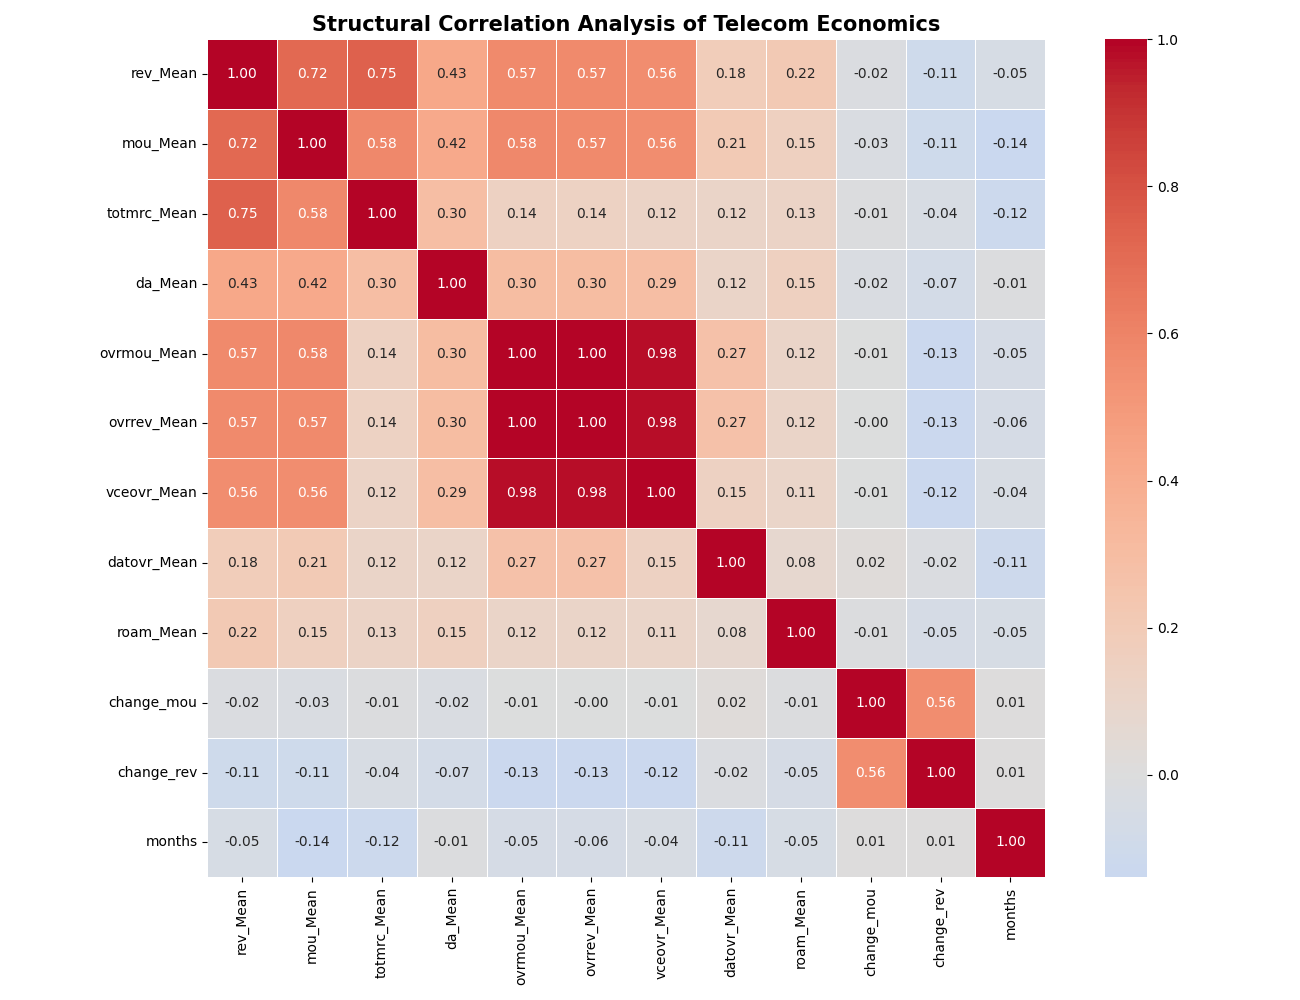 Structural Correlation Analysis of Telecom Economics
rev_Mean 1.00 0.72 0.75 0.43 0.57 0.57 0.56 0.18 0.22 -0.02 -0.11 -0.05
mou_Mean 0.72 1.00 0.58 0.42 0.58 0.57 0.56 0.21 0.15 -0.03 -0.11 -0.14
totmrc_Mean 0.75 0.58 1.00 0.30 0.14 0.14 0.12 0.12 0.13 -0.01 -0.04 -0.12
da_Mean 0.43 0.42 0.30 1.00 0.30 0.30 0.29 0.12 0.15 -0.02 -0.07 -0.01
ovrmou_Mean 0.57 0.58 0.14 0.30 1.00 1.00 0.98 0.27 0.12 -0.01 -0.13 -0.05
ovrrev_Mean 0.57 0.57 0.14 0.30 1.00 1.00 0.98 0.27 0.12 -0.00 -0.13 -0.06
vceovr_Mean 0.56 0.56 0.12 0.29 0.98 0.98 1.00 0.15 0.11 -0.01 -0.12 -0.04
datovr_Mean 0.18 0.21 0.12 0.12 0.27 0.27 0.15 1.00 0.08 0.02 -0.02 -0.11
roam_Mean 0.22 0.15 0.13 0.15 0.12 0.12 0.11 0.08 1.00 -0.01 -0.05 -0.05
change_mou -0.02 -0.03 -0.01 -0.02 -0.01 -0.00 -0.01 0.02 -0.01 1.00 0.56 0.01
change_rev -0.11 -0.11 -0.04 -0.07 -0.13 -0.13 -0.12 -0.02 -0.05 0.56 1.00 0.01
months -0.05 -0.14 -0.12 -0.01 -0.05 -0.06 -0.04 -0.11 -0.05 0.01 0.01 1.00
rev_Mean
mou_Mean
totmrc_Mean
da_Mean
ovrmou_Mean
ovrrev_Mean
vceovr_Mean
datovr_Mean
roam_Mean
change_mou
change_rev
months
1.0
0.8
0.6
0.4
0.2
0.0